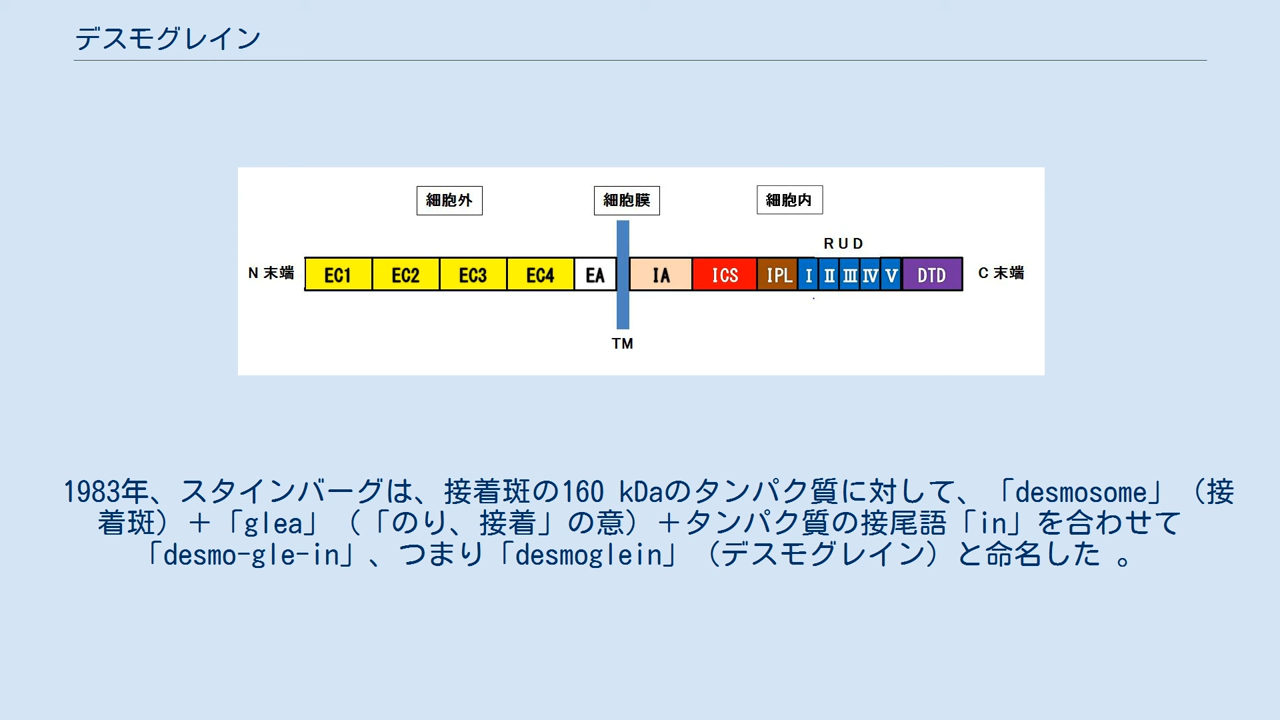 デスモグレイン
細胞外 細胞膜 細胞内
RUD
N末端 EC1 EC2 EC3 EC4 EA IA ICS IPL Ⅰ Ⅱ Ⅲ Ⅳ Ⅴ DTD C末端
TM
1983年、スタインバーグは、接着斑の160 kDaのタンパク質に対して、「desmosome」(接
着斑)+「glea」(「のり、接着」の意)+タンパク質の接尾語「in」を合わせて
「desmo-gle-in」、つまり「desmoglein」(デスモグレイン)と命名した 。